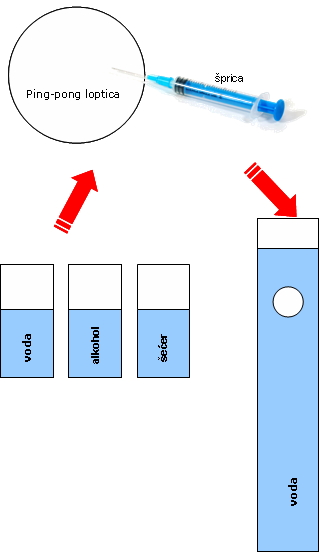 šprica
Ping-pong loptica
voda
alkohol
šećer
voda